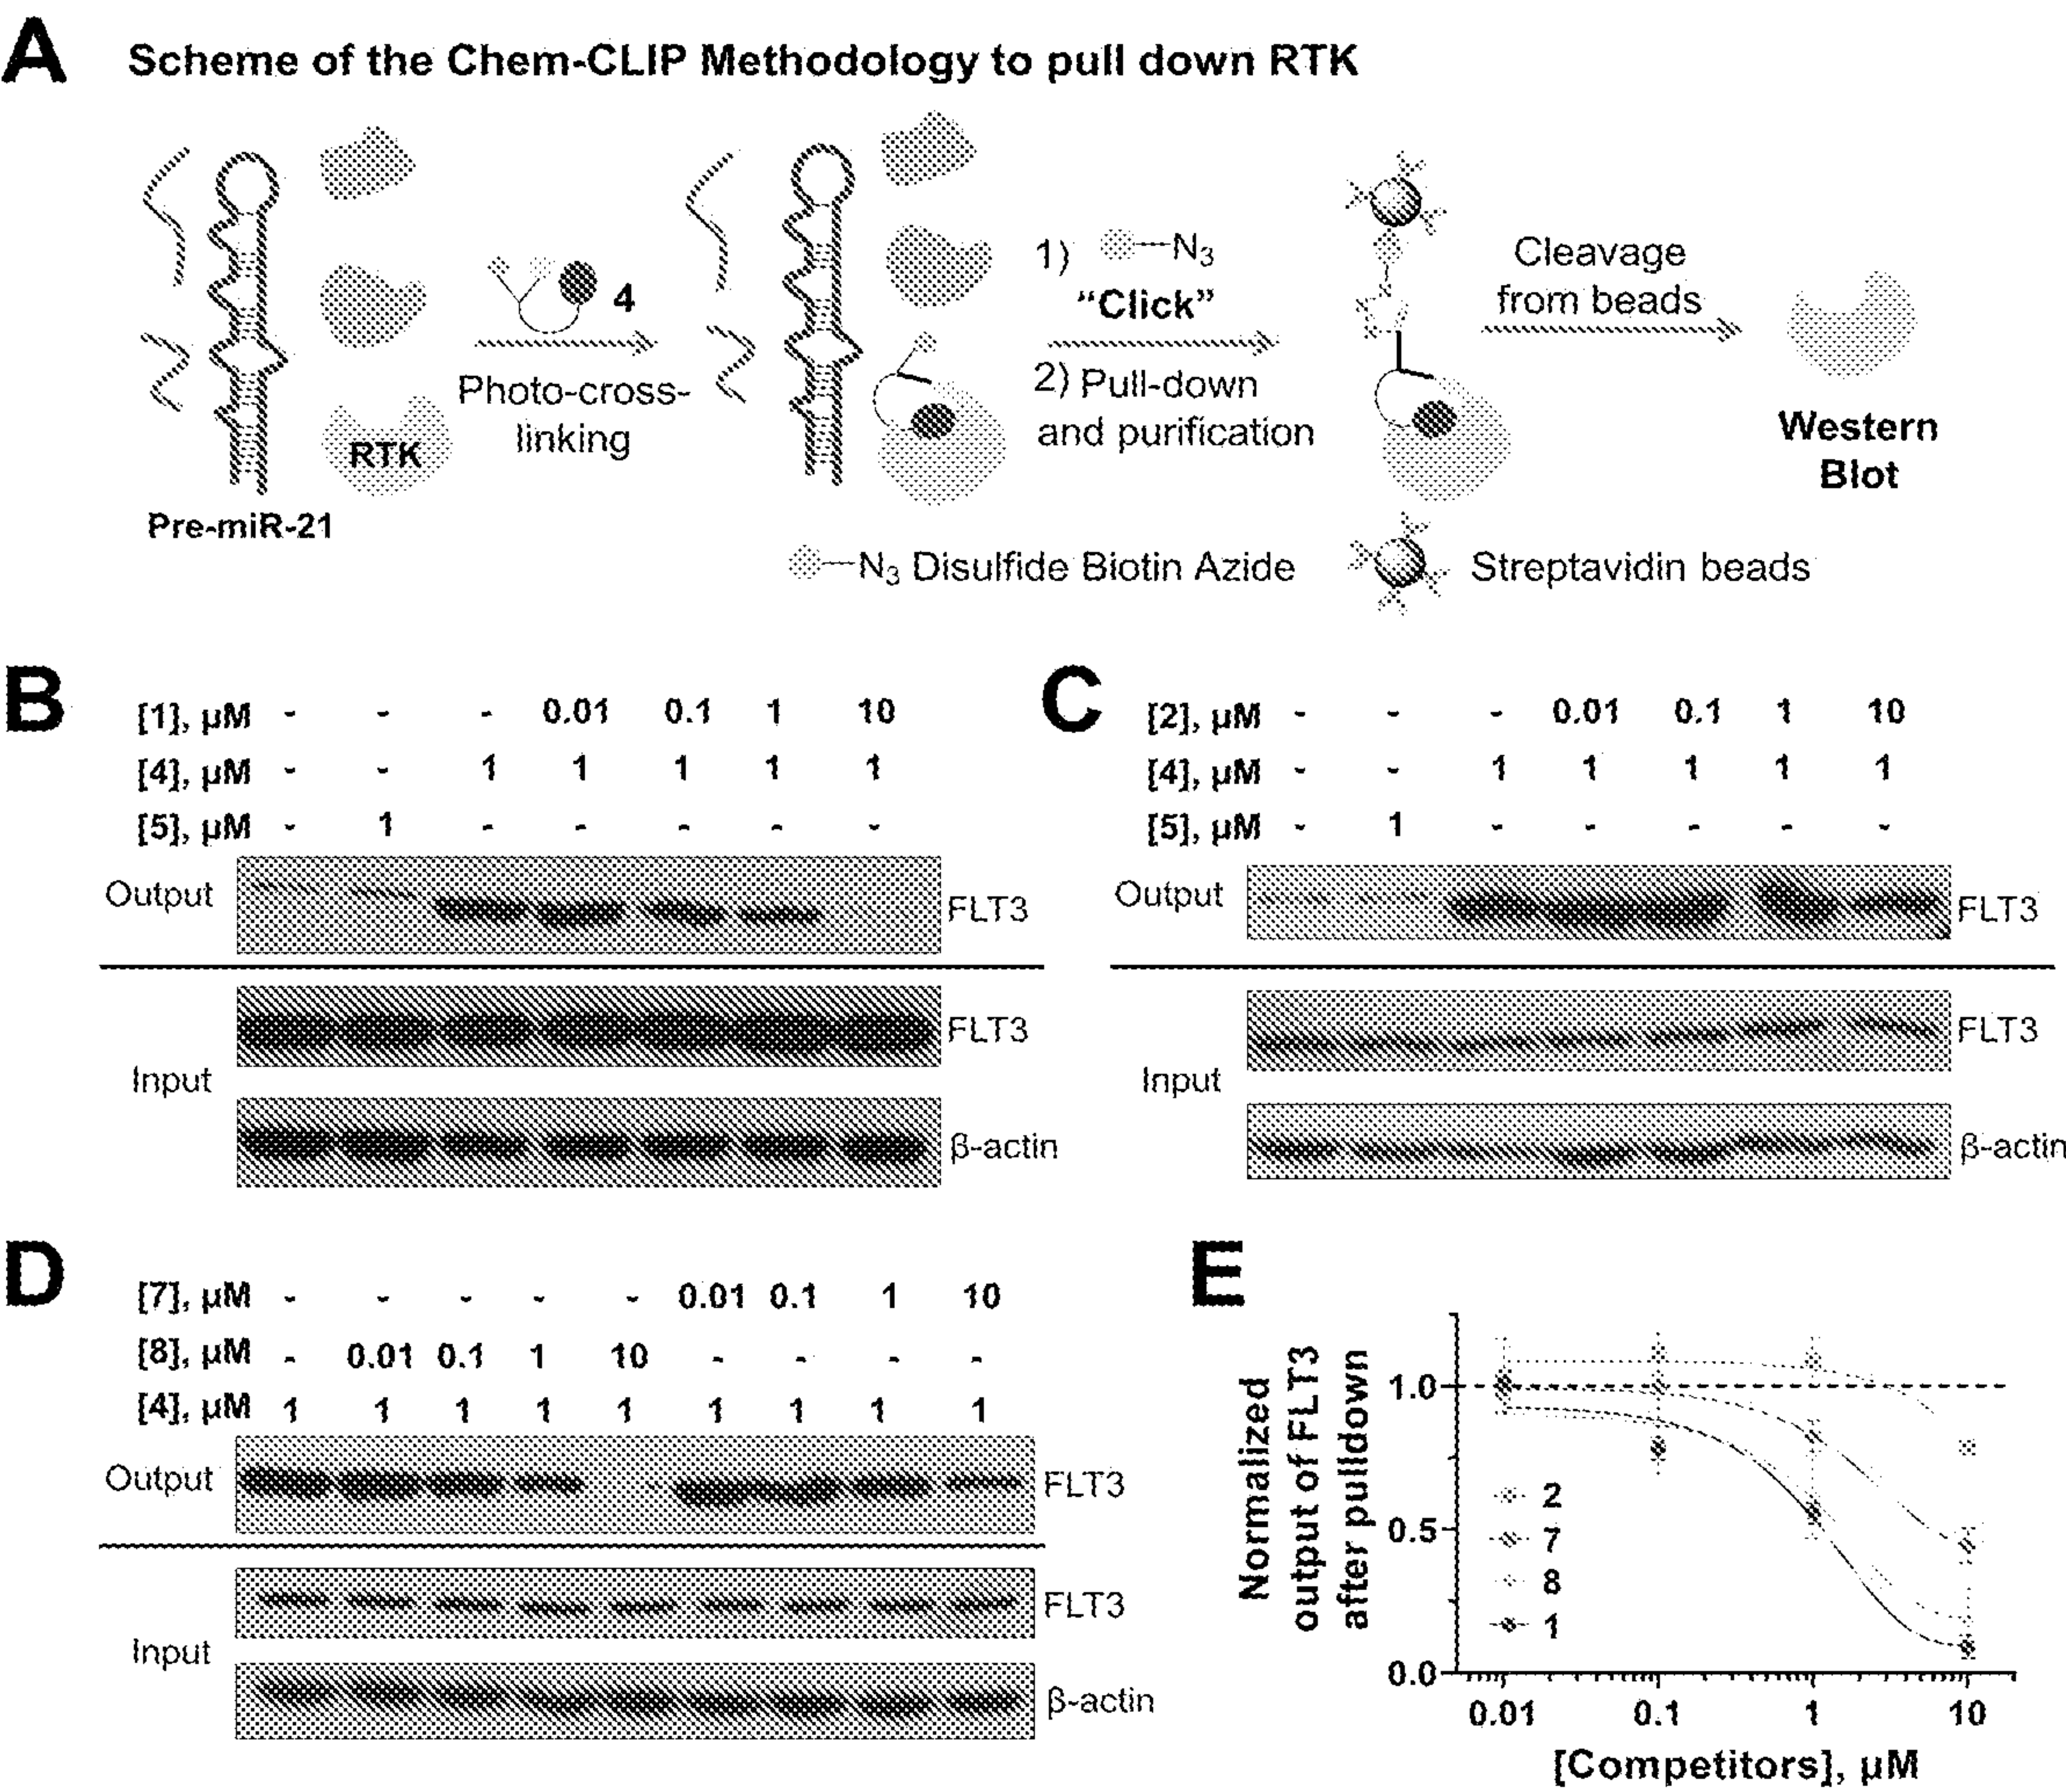 A Scheme of the Chem-CLIP Methodology to pull down RTK
RTK
Pre-miR-21
4
Photo-cross-
linking
1) —N3
“Click”
2) Pull-down
and purification
Cleavage
from beads
Western
Blot
—N3 Disulfide Biotin Azide
Streptavidin beads
B
[1], µM - - - 0.01 0.1 1 10
[4], µM - - 1 1 1 1 1
[5], µM - 1 - - - - -
Output FLT3
FLT3
Input
β-actin
C
[2], µM - - - 0.01 0.1 1 10
[4], µM - - 1 1 1 1 1
[5], µM - 1 - - - - -
Output FLT3
FLT3
Input
β-actin
D
[7], µM - - - - - 0.01 0.1 1 10
[8], µM - 0.01 0.1 1 10 - - - -
[4], µM 1 1 1 1 1 1 1 1 1
Output FLT3
FLT3
Input
β-actin
E
Normalized
output of FLT3
after pulldown
1.0
0.5
0.0
2
7
8
1
0.01 0.1 1 10
[Competitors], µM